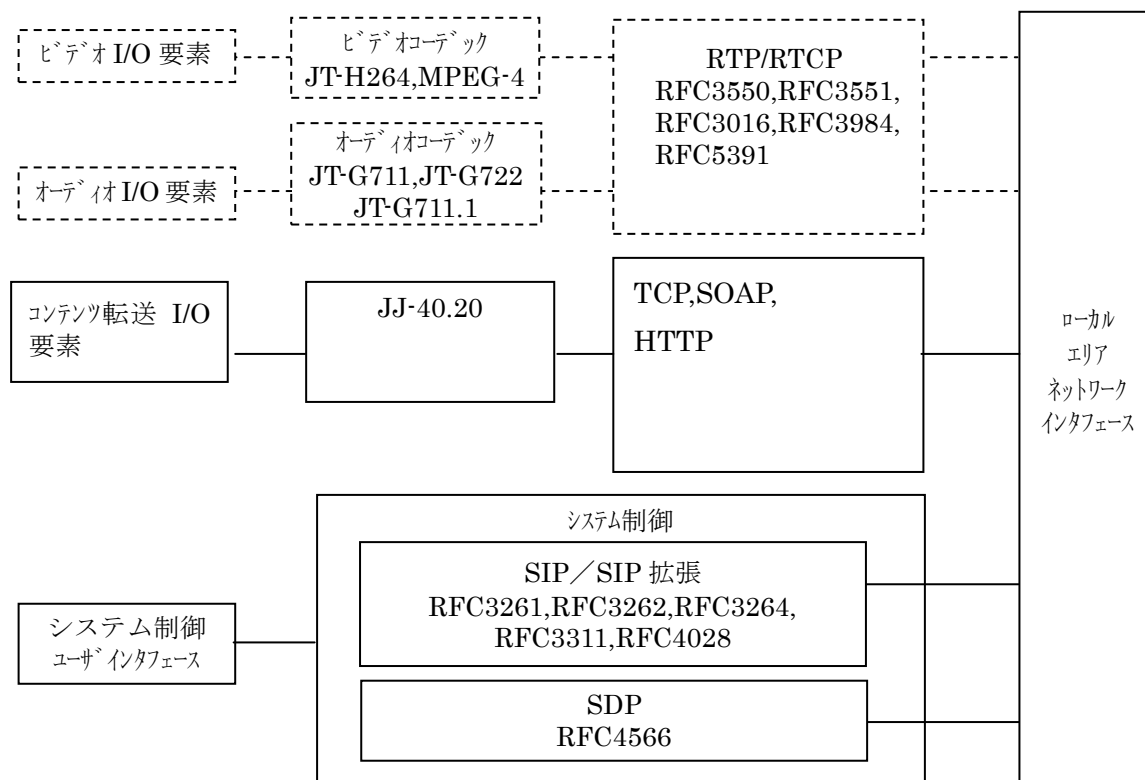 ﾋﾞﾃﾞｵ I/O 要素
ﾋﾞﾃﾞｵｺｰﾃﾞｯｸ
JT-H264,MPEG-4
RTP/RTCP
RFC3550,RFC3551,
RFC3016,RFC3984,
RFC5391
ｵｰﾃﾞｨｵ I/O 要素
ｵｰﾃﾞｨｵｺｰﾃﾞｯｸ
JT-G711,JT-G722
JT-G711.1
ｺﾝﾃﾝﾂ転送 I/O
要素
JJ-40.20
TCP,SOAP,
HTTP
ﾛｰｶﾙ
ｴﾘｱ
ﾈｯﾄﾜｰｸ
ｲﾝﾀﾌｪｰｽ
ｼｽﾃﾑ制御
SIP／SIP 拡張
RFC3261,RFC3262,RFC3264,
RFC3311,RFC4028
システム制御
ﾕｰｻﾞｲﾝﾀﾌｪｰｽ
SDP
RFC4566